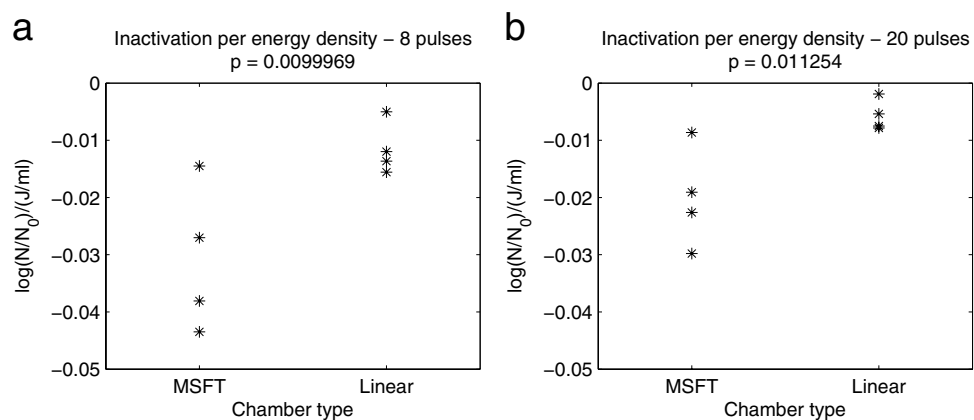 a
Inactivation per energy density – 8 pulses
p = 0.0099969
0
−0.01
−0.02
−0.03
−0.04
−0.05
log(N/N₀)/(J/ml)
MSFT
Linear
Chamber type
b
Inactivation per energy density – 20 pulses
p = 0.011254
0
−0.01
−0.02
−0.03
−0.04
−0.05
log(N/N₀)/(J/ml)
MSFT
Linear
Chamber type